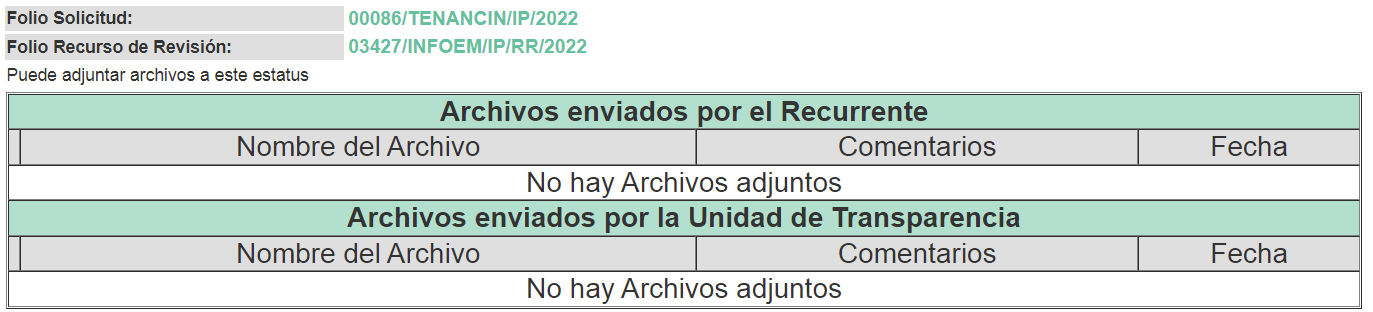 Folio Solicitud: 00086/TENANCIN/IP/2022
Folio Recurso de Revisión: 03427/INFOEM/IP/RR/2022
Puede adjuntar archivos a este estatus
Archivos enviados por el Recurrente
Nombre del Archivo Comentarios Fecha
No hay Archivos adjuntos
Archivos enviados por la Unidad de Transparencia
Nombre del Archivo Comentarios Fecha
No hay Archivos adjuntos